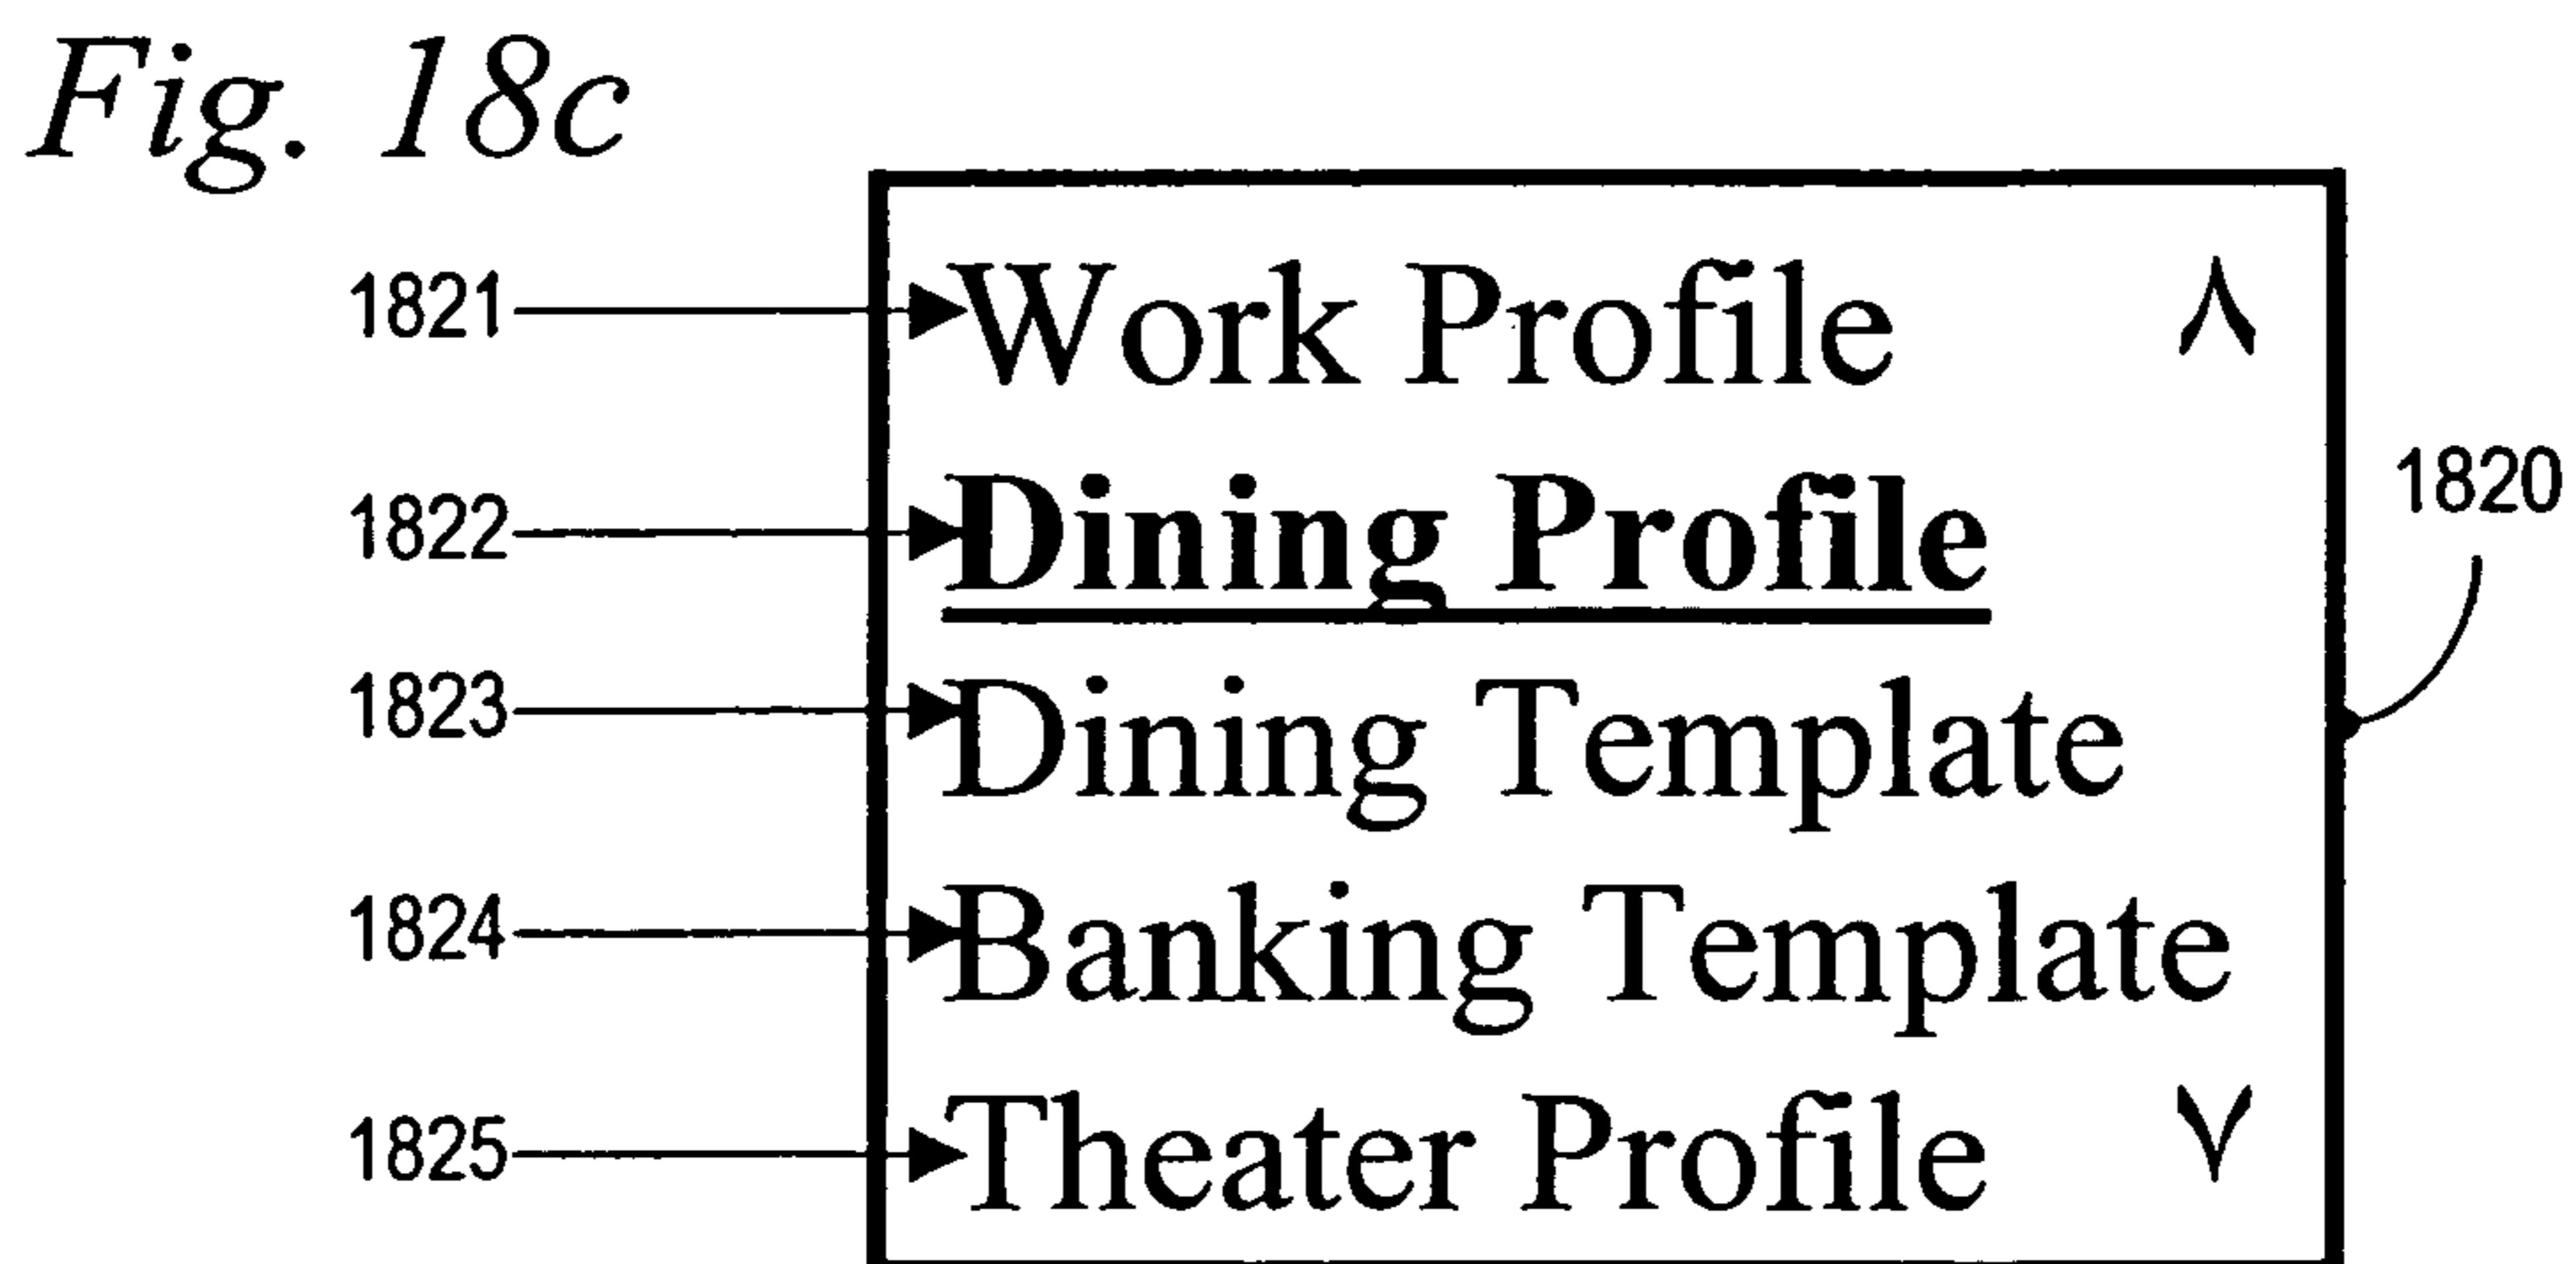 Fig. 18c
1821 Work Profile
1822 Dining Profile
1820
1823 Dining Template
1824 Banking Template
1825 Theater Profile